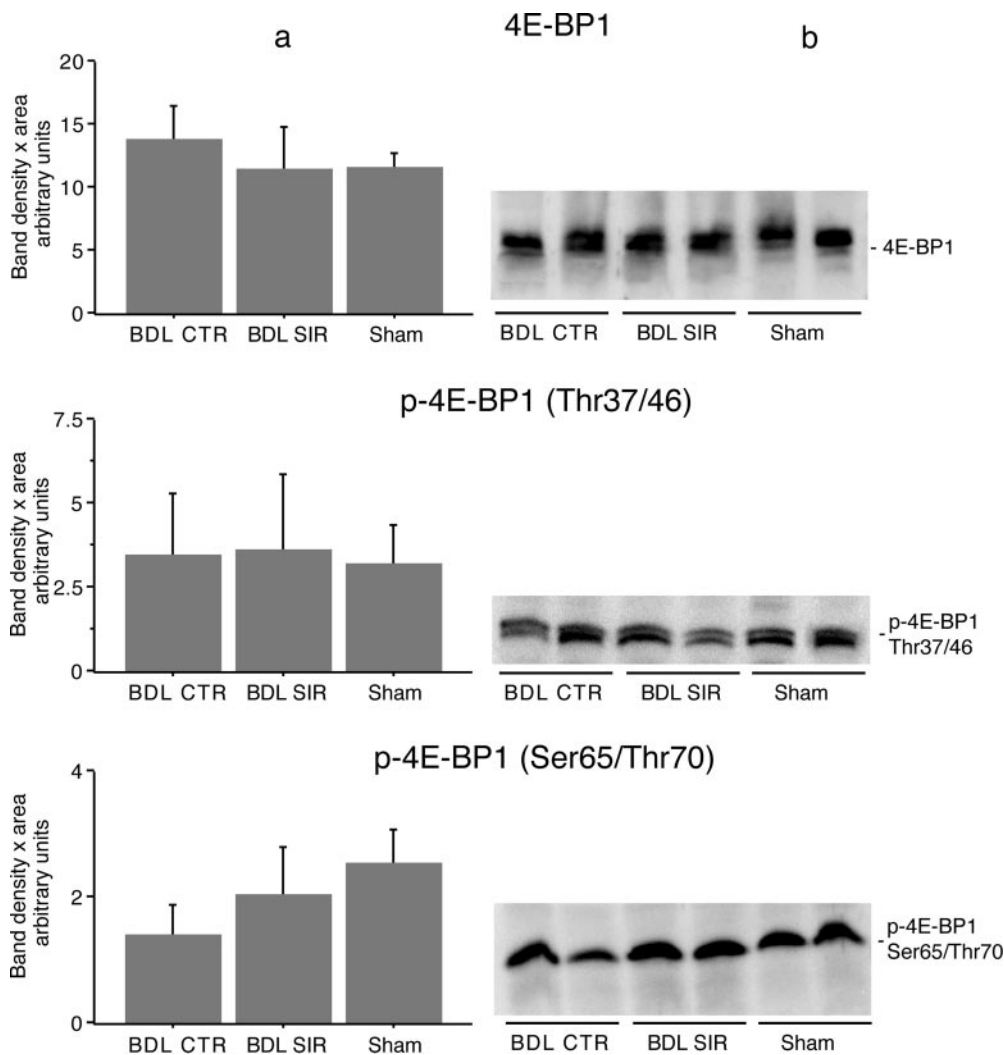 a
4E-BP1
b
Band density x area
arbitrary units
20
15
10
5
0
BDL CTR
BDL SIR
Sham
- 4E-BP1
BDL CTR
BDL SIR
Sham
p-4E-BP1 (Thr37/46)
Band density x area
arbitrary units
7.5
5
2.5
0
BDL CTR
BDL SIR
Sham
p-4E-BP1
- Thr37/46
BDL CTR
BDL SIR
Sham
p-4E-BP1 (Ser65/Thr70)
Band density x area
arbitrary units
4
2
0
BDL CTR
BDL SIR
Sham
p-4E-BP1
- Ser65/Thr70
BDL CTR
BDL SIR
Sham